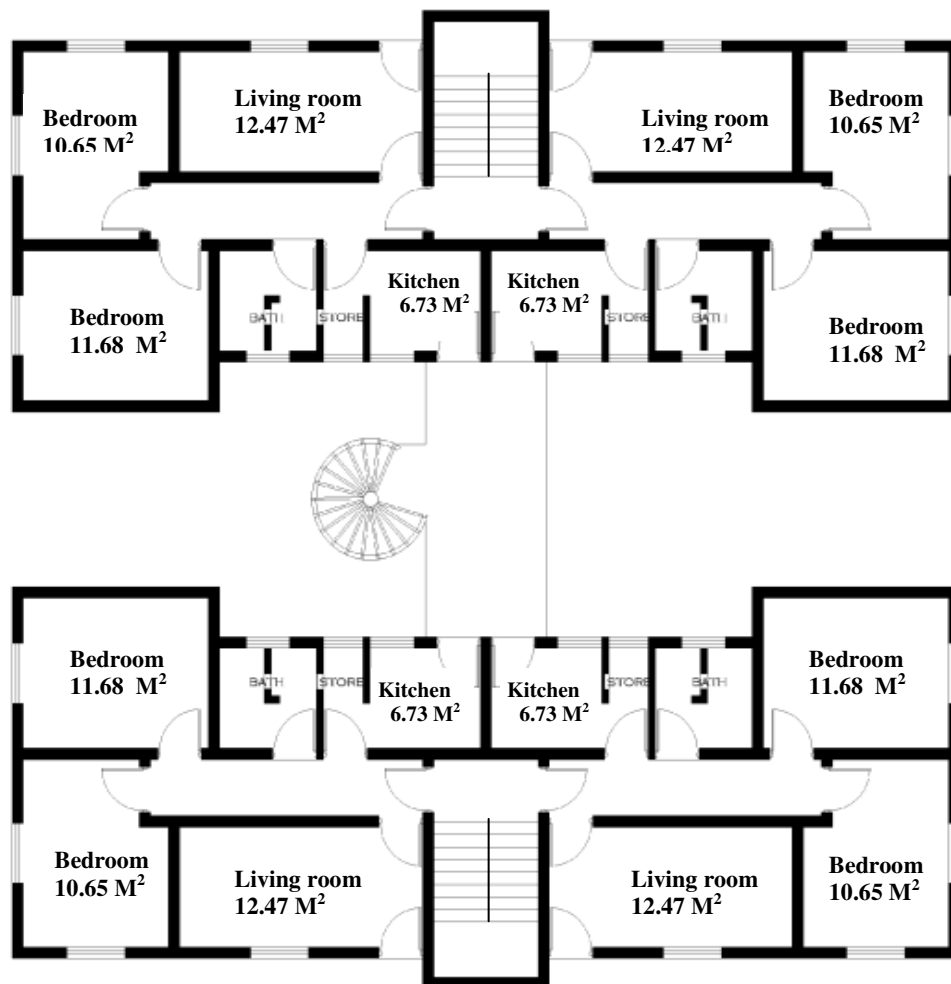 Bedroom
10.65 M²
Living room
12.47 M²
Living room
12.47 M²
Bedroom
10.65 M²
Bedroom
11.68 M²
BATH
STORE
Kitchen
6.73 M²
Kitchen
6.73 M²
STORE
BATH
Bedroom
11.68 M²
Bedroom
11.68 M²
BATH
STORE
Kitchen
6.73 M²
Kitchen
6.73 M²
STORE
BATH
Bedroom
11.68 M²
Bedroom
10.65 M²
Living room
12.47 M²
Living room
12.47 M²
Bedroom
10.65 M²